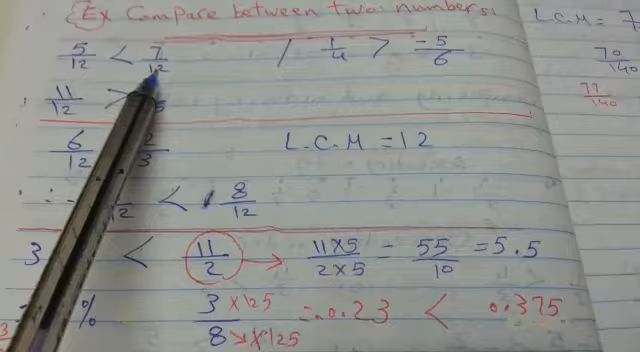 Ex Compare between two numbers:
5/12 < 7/12 / 1/4 > -5/6
11/12 > 5
6/12 2/3 L.C.M = 12
∴ 12 < 8/12
3 < 11/2 → 11×5/2×5 = 55/10 = 5.5
% 3×125/8×125 = 0.23 < 0.375
L.C.M = 7
70/140
77/140